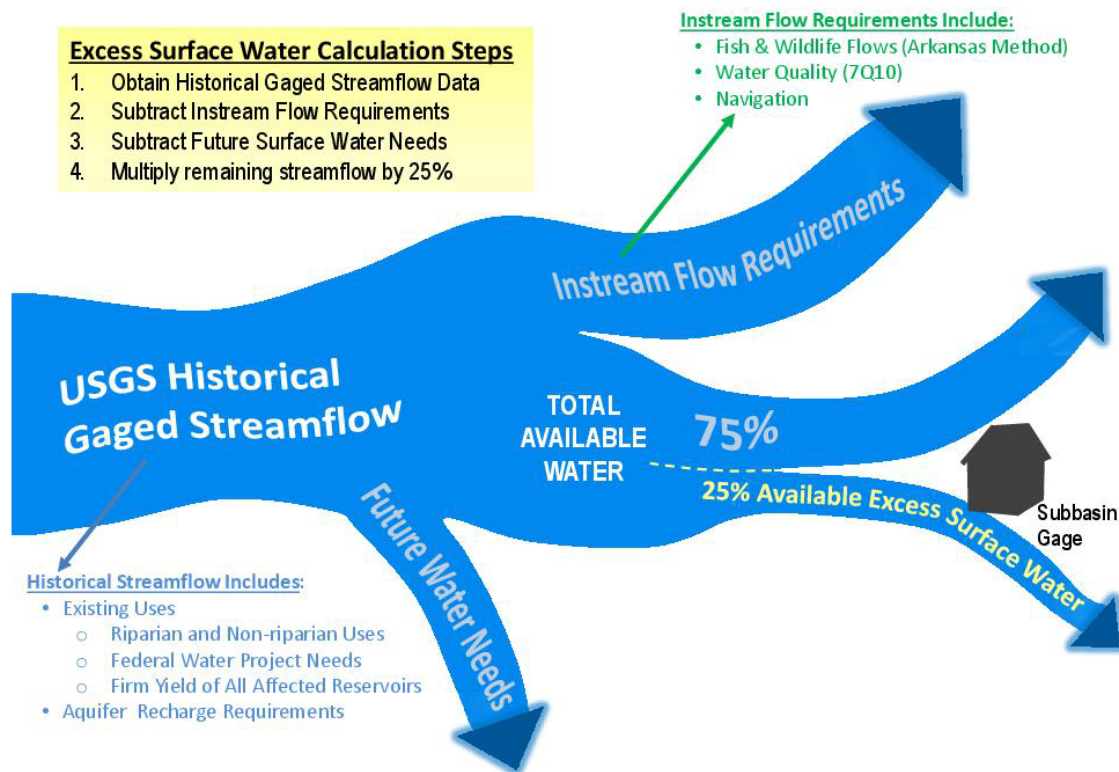 Excess Surface Water Calculation Steps
1. Obtain Historical Gaged Streamflow Data
2. Subtract Instream Flow Requirements
3. Subtract Future Surface Water Needs
4. Multiply remaining streamflow by 25%
Instream Flow Requirements Include:
• Fish & Wildlife Flows (Arkansas Method)
• Water Quality (7Q10)
• Navigation
Instream Flow Requirements
USGS Historical
Gaged Streamflow
TOTAL
AVAILABLE
WATER
75%
25% Available Excess Surface Water
Subbasin
Gage
Future Water Needs
Historical Streamflow Includes:
• Existing Uses
o Riparian and Non-riparian Uses
o Federal Water Project Needs
o Firm Yield of All Affected Reservoirs
• Aquifer Recharge Requirements